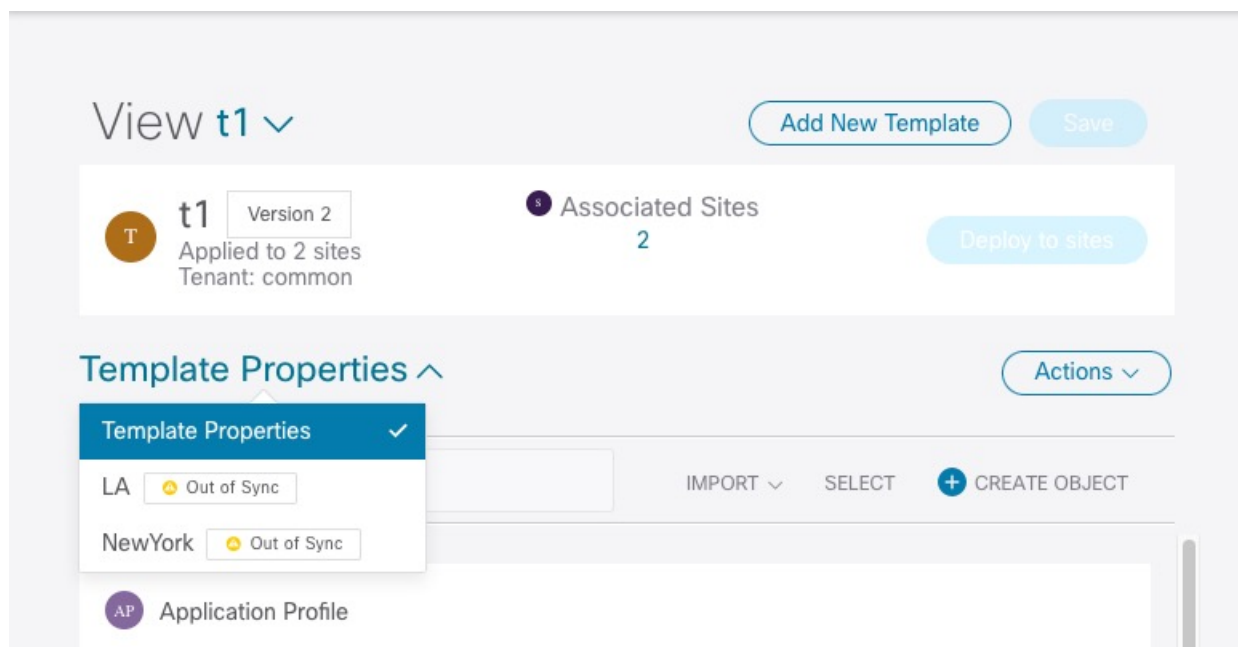 View t1
Add New Template
Save
T
t1
Version 2
Applied to 2 sites
Tenant: common
S
Associated Sites
2
Deploy to sites
Template Properties
Actions
Template Properties
LA
Out of Sync
NewYork
Out of Sync
IMPORT
SELECT
CREATE OBJECT
AP
Application Profile